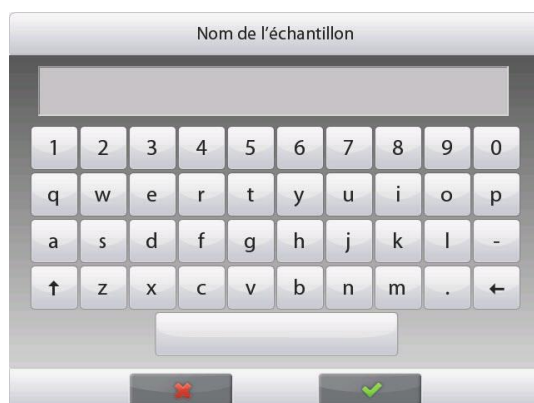 Nom de l'échantillon
1 2 3 4 5 6 7 8 9 0
q w e r t y u i o p
a s d f g h j k l -
↑ z x c v b n m . ←